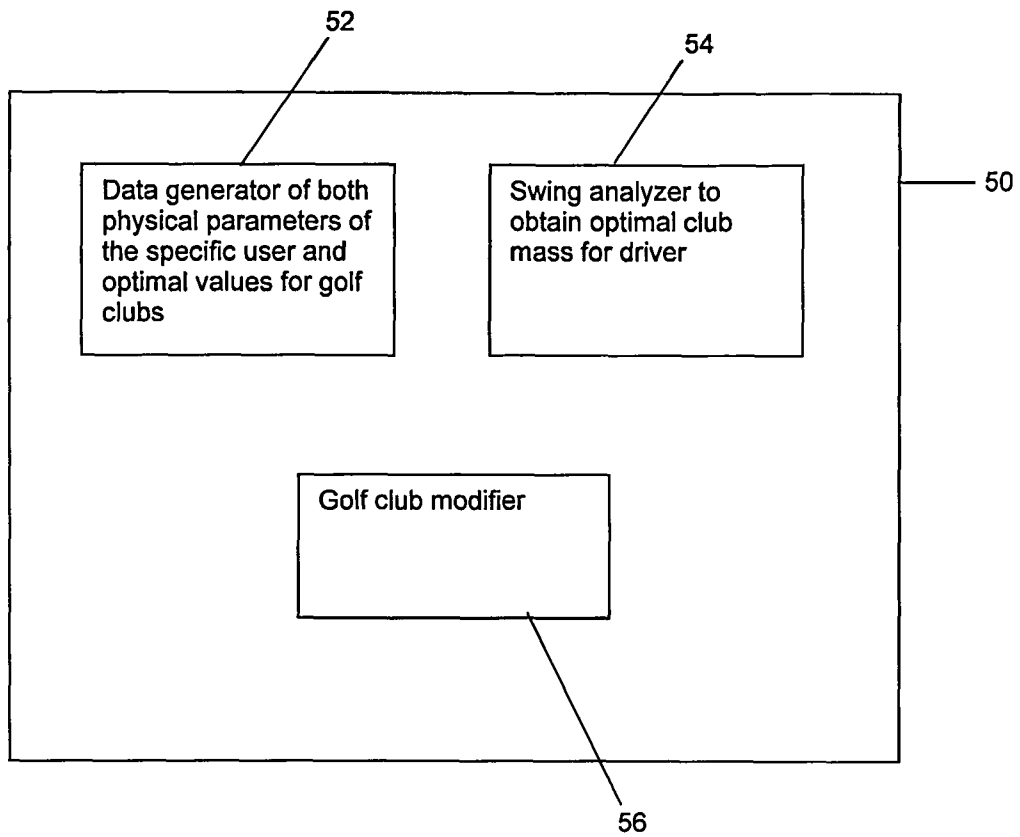 52
54
50
Data generator of both
physical parameters of
the specific user and
optimal values for golf
clubs
Swing analyzer to
obtain optimal club
mass for driver
Golf club modifier
56